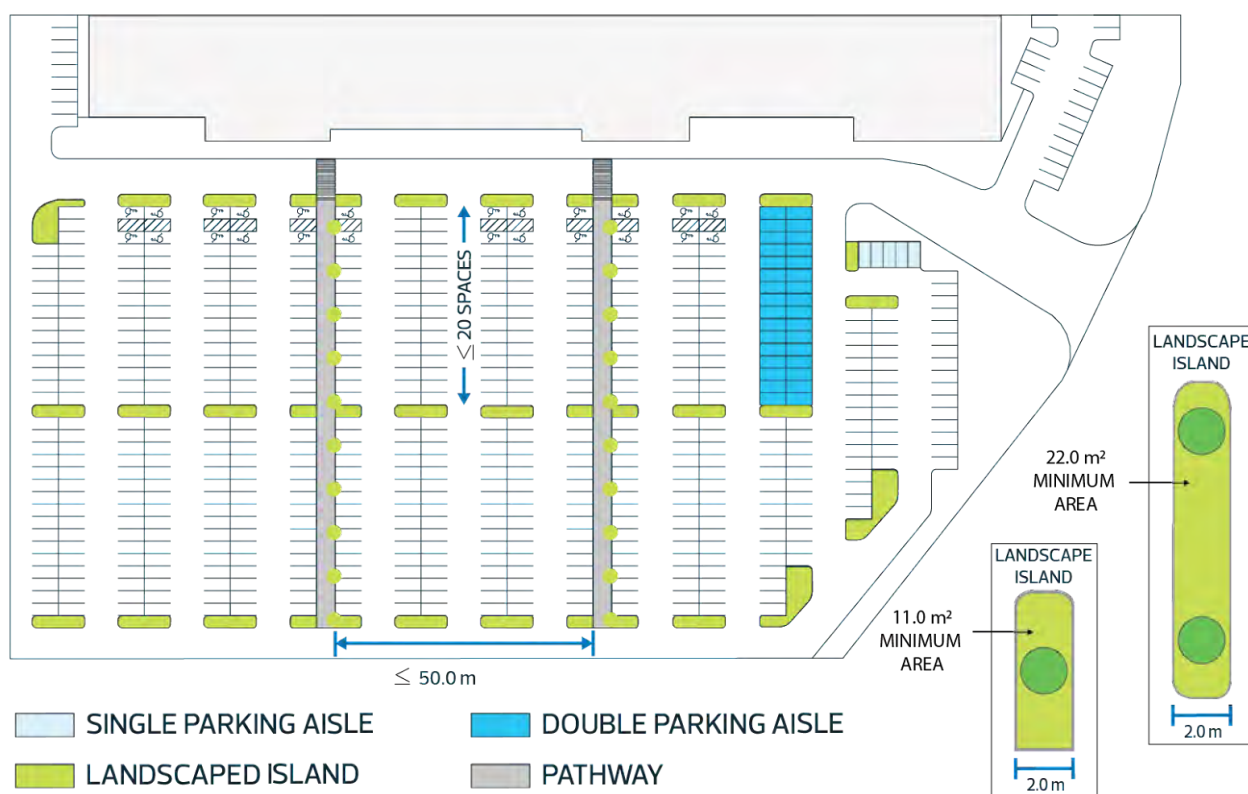 ≤ 20 SPACES
≤ 50.0 m
LANDSCAPE
ISLAND
22.0 m²
MINIMUM
AREA
2.0 m
LANDSCAPE
ISLAND
11.0 m²
MINIMUM
AREA
2.0 m
SINGLE PARKING AISLE
DOUBLE PARKING AISLE
LANDSCAPED ISLAND
PATHWAY